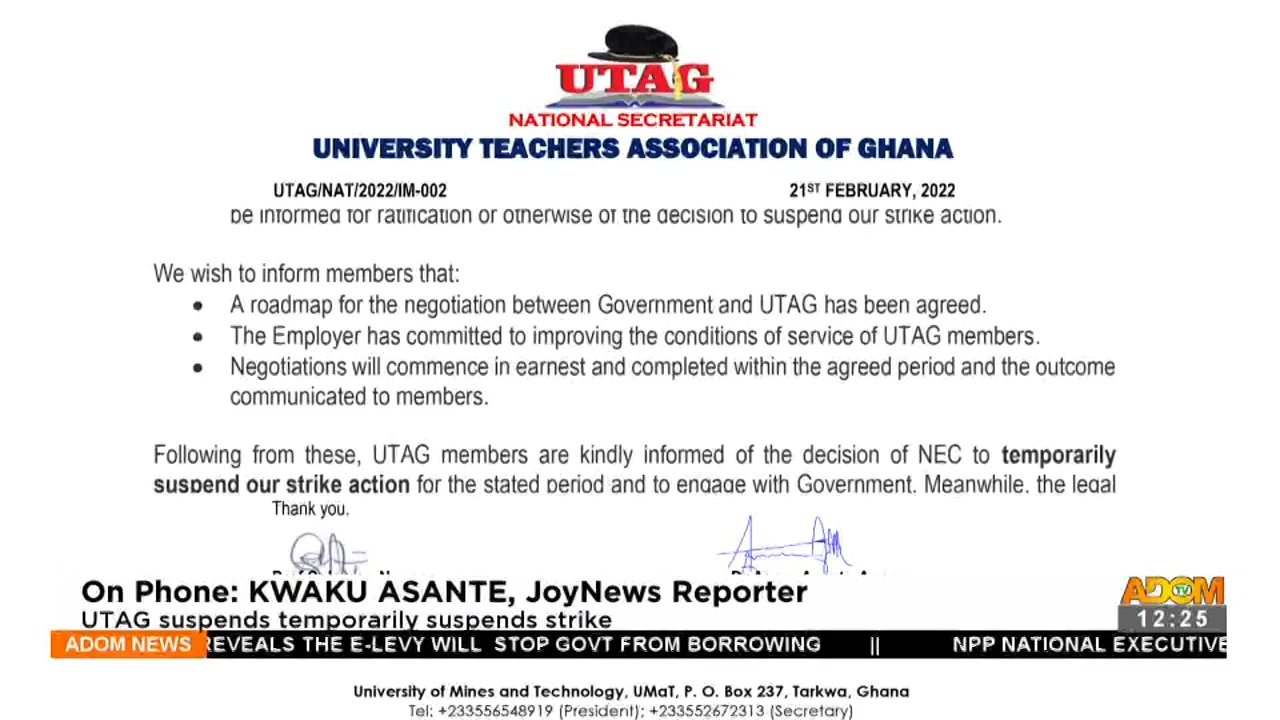 UTAG
NATIONAL SECRETARIAT
UNIVERSITY TEACHERS ASSOCIATION OF GHANA
UTAG/NAT/2022/IM-002 21ST FEBRUARY, 2022
be informed for ratification or otherwise of the decision to suspend our strike action.
We wish to inform members that:
• A roadmap for the negotiation between Government and UTAG has been agreed.
• The Employer has committed to improving the conditions of service of UTAG members.
• Negotiations will commence in earnest and completed within the agreed period and the outcome
communicated to members.
Following from these, UTAG members are kindly informed of the decision of NEC to temporarily
suspend our strike action for the stated period and to engage with Government. Meanwhile, the legal
Thank you.
On Phone: KWAKU ASANTE, JoyNews Reporter
UTAG suspends temporarily suspends strike
ADOM TV
12:25
ADOM NEWS REVEALS THE E-LEVY WILL STOP GOVT FROM BORROWING || NPP NATIONAL EXECUTIVE
University of Mines and Technology, UMaT, P. O. Box 237, Tarkwa, Ghana
Tel: +233556548919 (President); +233552672313 (Secretary)